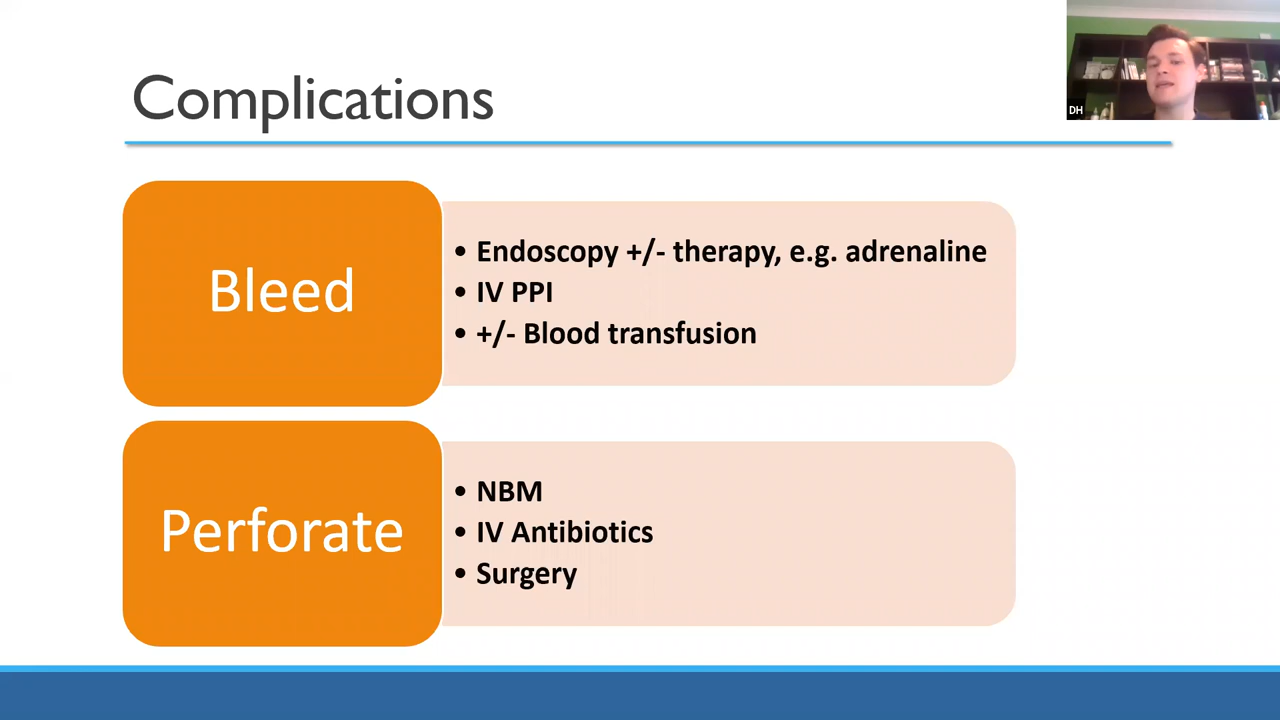 Complications
DH
Bleed
• Endoscopy +/- therapy, e.g. adrenaline
• IV PPI
• +/- Blood transfusion
Perforate
• NBM
• IV Antibiotics
• Surgery